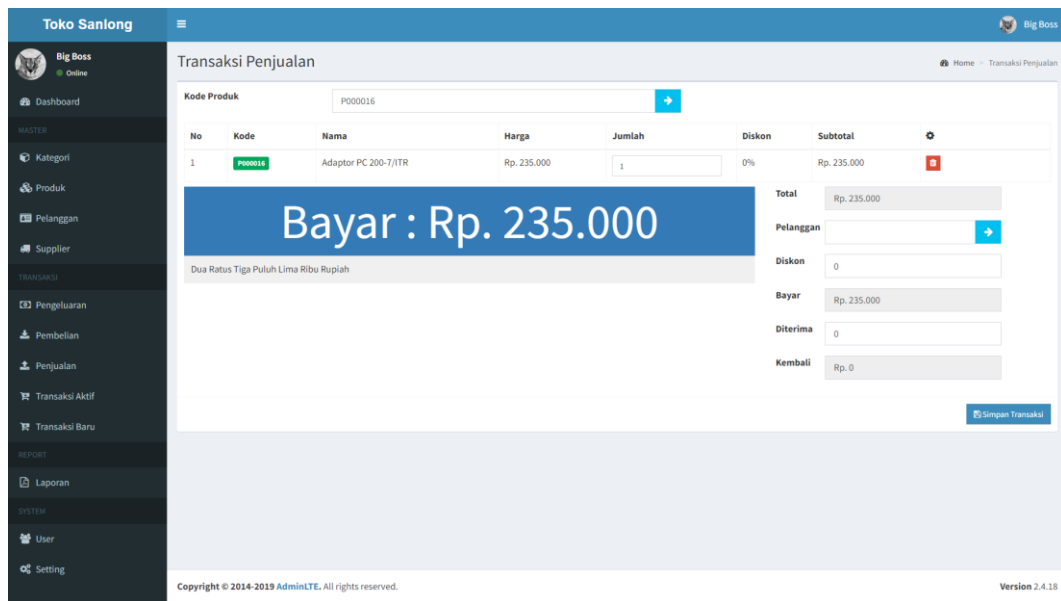 Toko Sanlong
Big Boss
Big Boss
Online
Dashboard
MASTER
Kategori
Produk
Pelanggan
Supplier
TRANSAKSI
Pengeluaran
Pembelian
Penjualan
Transaksi Aktif
Transaksi Baru
REPORT
Laporan
SYSTEM
User
Setting
Transaksi Penjualan
Home > Transaksi Penjualan
Kode Produk P000016
No Kode Nama Harga Jumlah Diskon Subtotal
1 P000016 Adaptor PC 200-7/ITR Rp. 235.000 1 0% Rp. 235.000
Bayar : Rp. 235.000
Dua Ratus Tiga Puluh Lima Ribu Rupiah
Total Rp. 235.000
Pelanggan
Diskon 0
Bayar Rp. 235.000
Diterima 0
Kembali Rp. 0
Simpan Transaksi
Copyright © 2014-2019 AdminLTE. All rights reserved.
Version 2.4.18